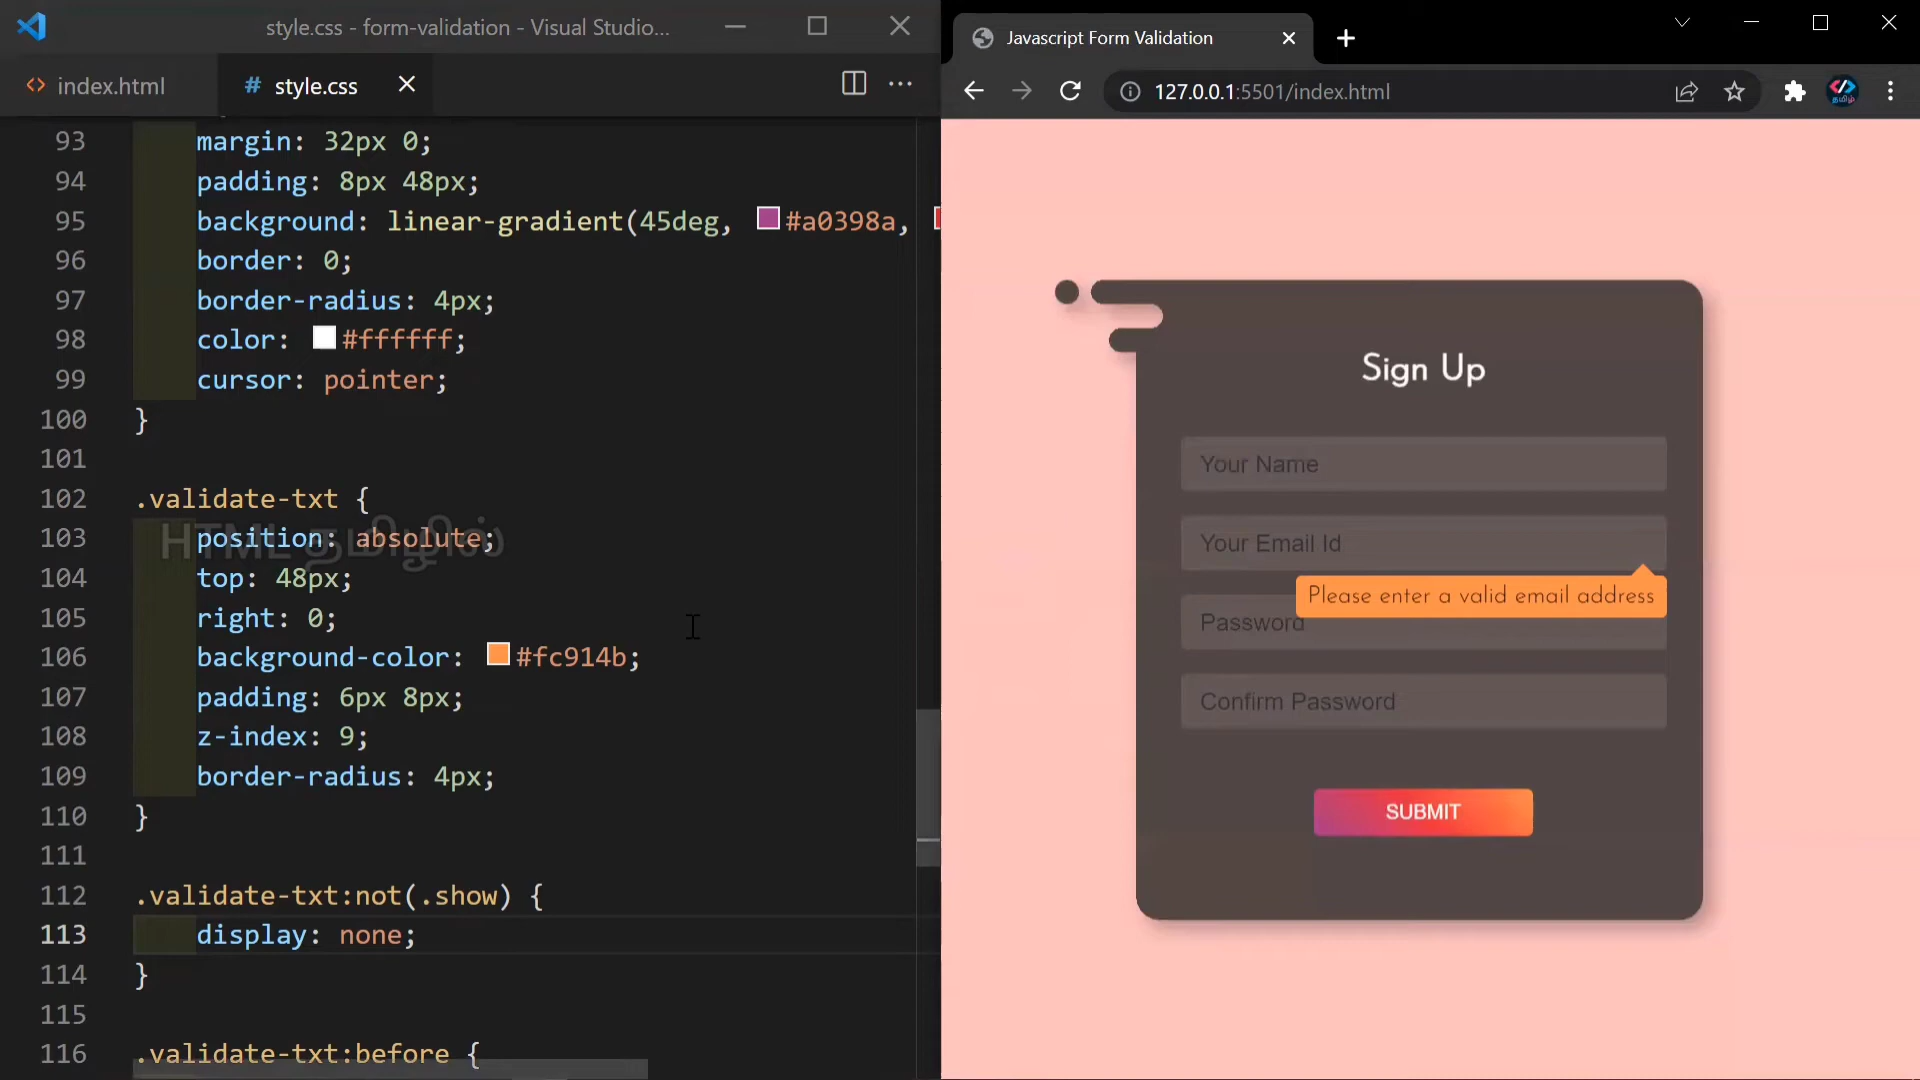 style.css - form-validation - Visual Studio...
index.html
# style.css
93 margin: 32px 0;
94 padding: 8px 48px;
95 background: linear-gradient(45deg, #a0398a,
96 border: 0;
97 border-radius: 4px;
98 color: #ffffff;
99 cursor: pointer;
100 }
101
102 .validate-txt {
103 position: absolute;
HTML தமிழில்
104 top: 48px;
105 right: 0;
106 background-color: #fc914b;
107 padding: 6px 8px;
108 z-index: 9;
109 border-radius: 4px;
110 }
111
112 .validate-txt:not(.show) {
113 display: none;
114 }
115
116 .validate-txt:before {
Javascript Form Validation
127.0.0.1:5501/index.html
தமிழ்
Sign Up
Your Name
Your Email Id
Please enter a valid email address
Password
Confirm Password
SUBMIT